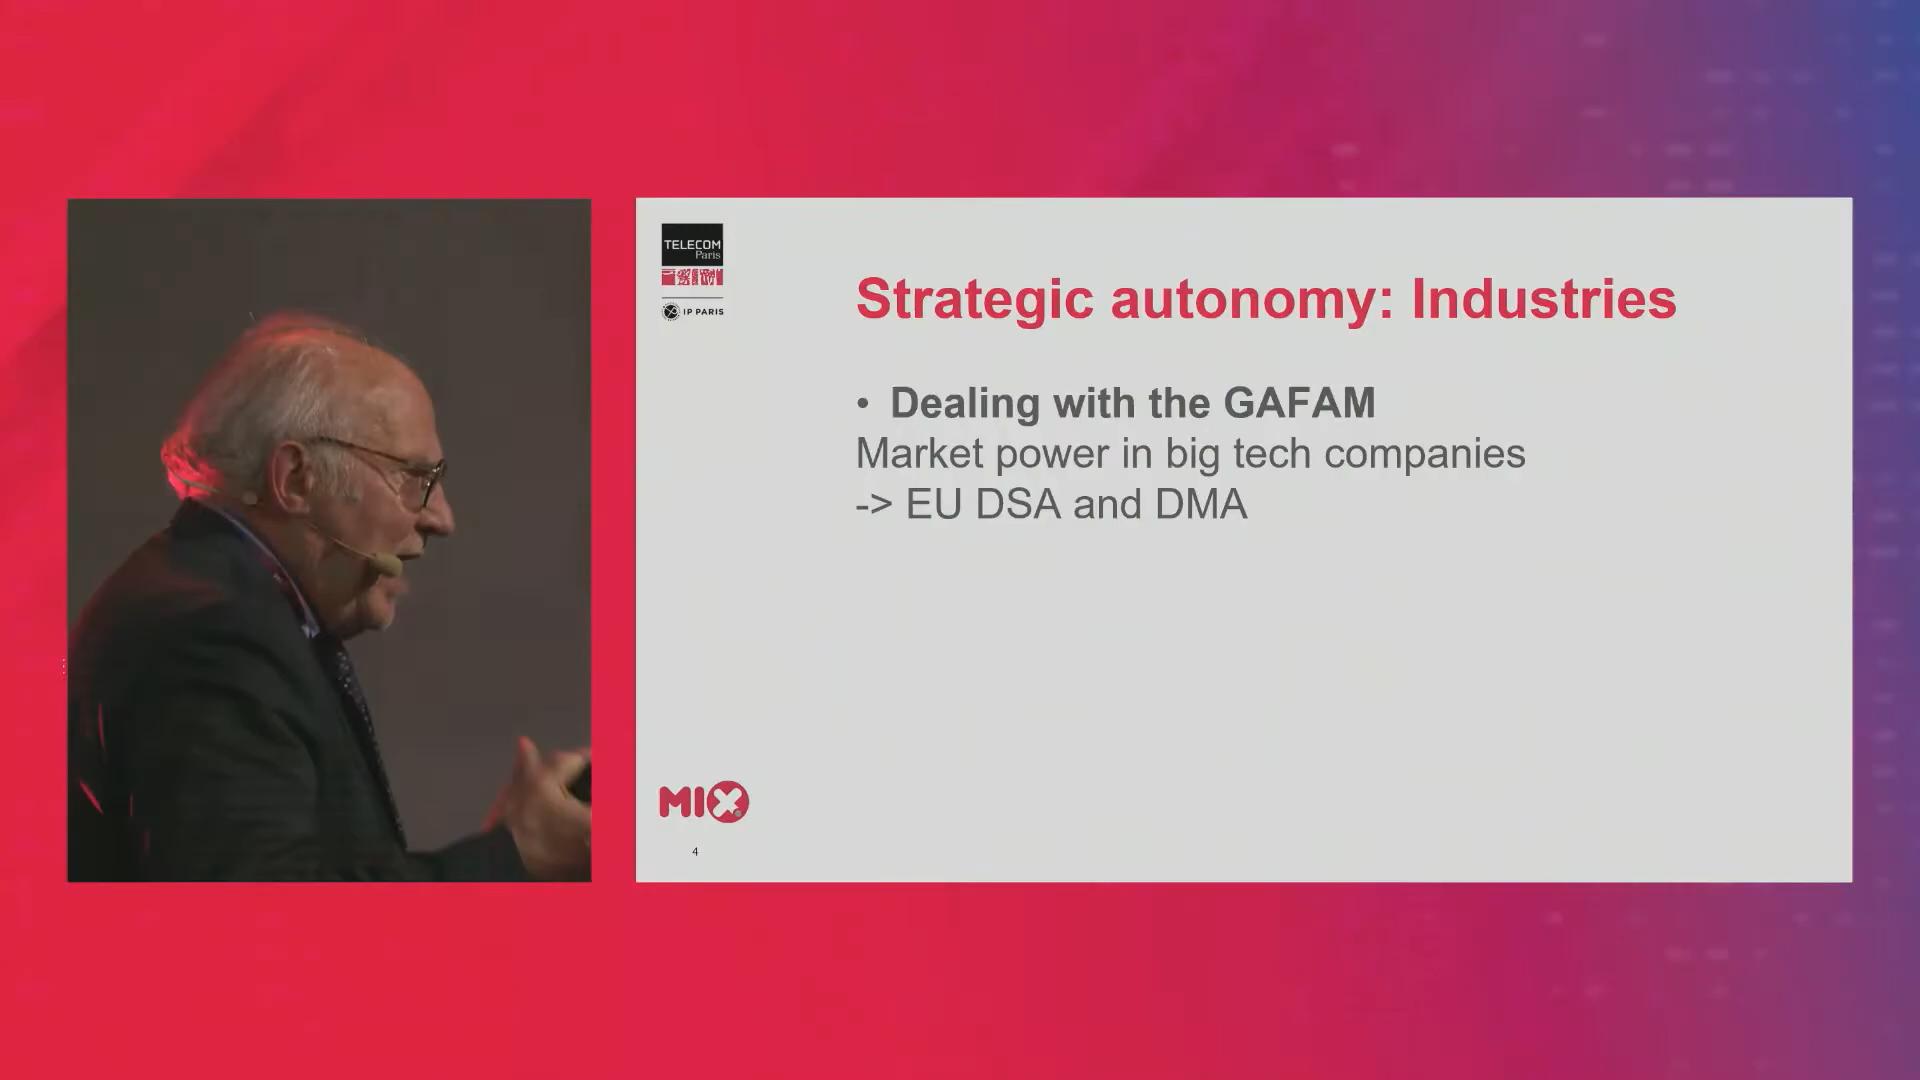 TELECOM
Paris
IP PARIS
Strategic autonomy: Industries
• Dealing with the GAFAM
Market power in big tech companies
-> EU DSA and DMA
MIX
4